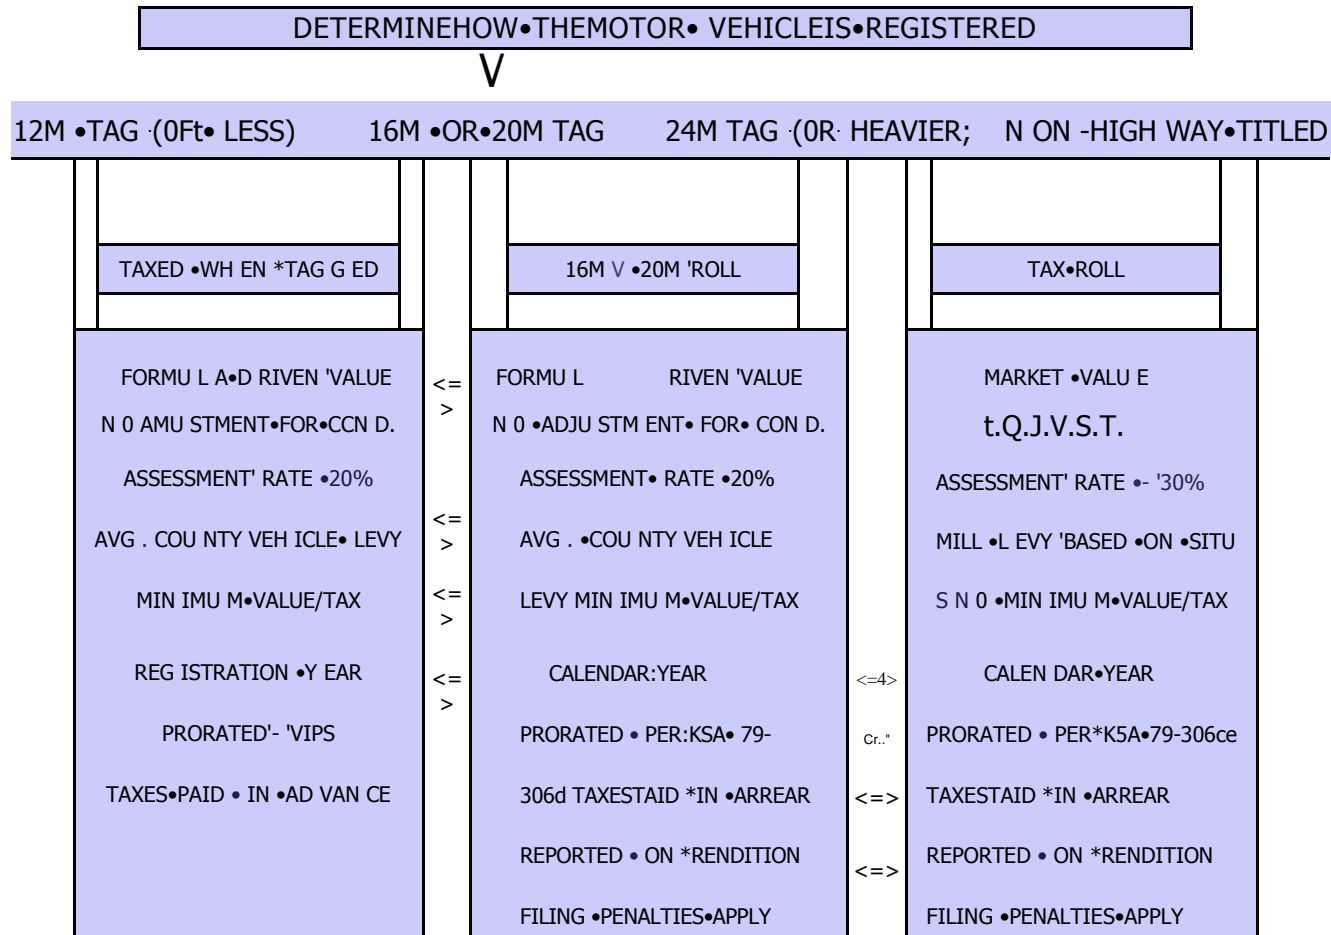 DETERMINEHOW•THEMOTOR• VEHICLEIS•REGISTERED
V
12M •TAG ·(0Ft• LESS) 16M •OR•20M TAG 24M TAG ·(0R· HEAVIER; N ON -HIGH WAY•TITLED
TAXED •WH EN *TAG G ED
FORMU L A•D RIVEN 'VALUE
N 0 AMU STMENT•FOR•CCN D.
ASSESSMENT' RATE •20%
AVG . COU NTY VEH ICLE• LEVY
MIN IMU M•VALUE/TAX
REG ISTRATION •Y EAR
PRORATED'- 'VIPS
TAXES•PAID • IN •AD VAN CE
<=
>
<=
>
<=
>
<=
>
16M V •20M 'ROLL
FORMU L RIVEN 'VALUE
N 0 •ADJU STM ENT• FOR• CON D.
ASSESSMENT• RATE •20%
AVG . •COU NTY VEH ICLE
LEVY MIN IMU M•VALUE/TAX
CALENDAR:YEAR
PRORATED • PER:KSA• 79-
306d TAXESTAID *IN •ARREAR
REPORTED • ON *RENDITION
FILING •PENALTIES•APPLY
<=4>
Cr.."
<=>
<=>
TAX•ROLL
MARKET •VALU E
t.Q.J.V.S.T.
ASSESSMENT' RATE •- '30%
MILL •L EVY 'BASED •ON •SITU
S N 0 •MIN IMU M•VALUE/TAX
CALEN DAR•YEAR
PRORATED • PER*K5A•79-306ce
TAXESTAID *IN •ARREAR
REPORTED • ON *RENDITION
FILING •PENALTIES•APPLY